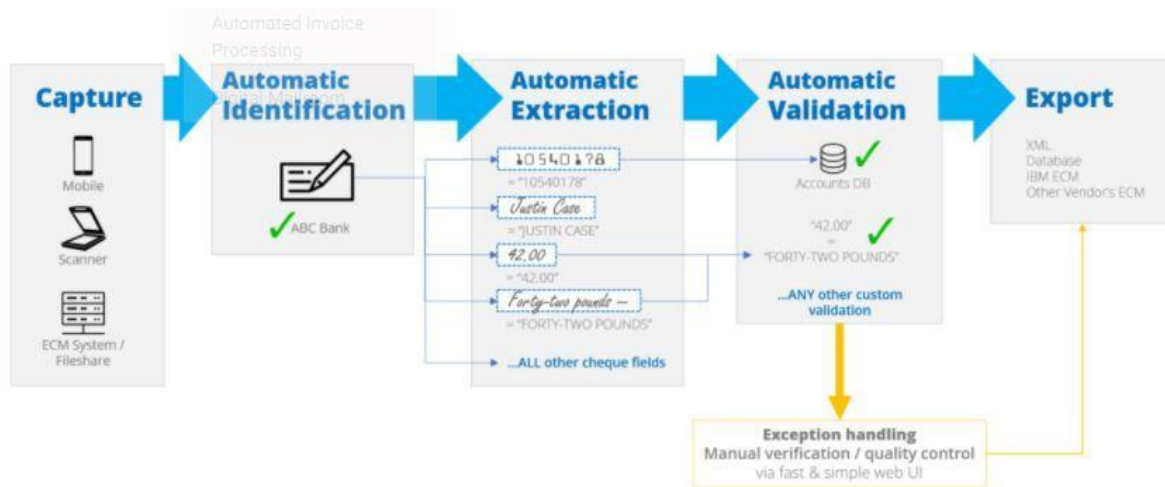 Automated Invoice
Processing
Digital Mailroom
Capture
Mobile
Scanner
ECM System /
Fileshare
Automatic
Identification
ABC Bank
Automatic
Extraction
10540178
= "10540178"
Justin Case
= "JUSTIN CASE"
42.00
= "42.00"
Forty-two pounds —
= "FORTY-TWO POUNDS"
...ALL other cheque fields
Automatic
Validation
Accounts DB
"42.00"
=
"FORTY-TWO POUNDS"
...ANY other custom
validation
Export
XML
Database
IBM ECM
Other Vendor's ECM
Exception handling
Manual verification / quality control
via fast & simple web UI